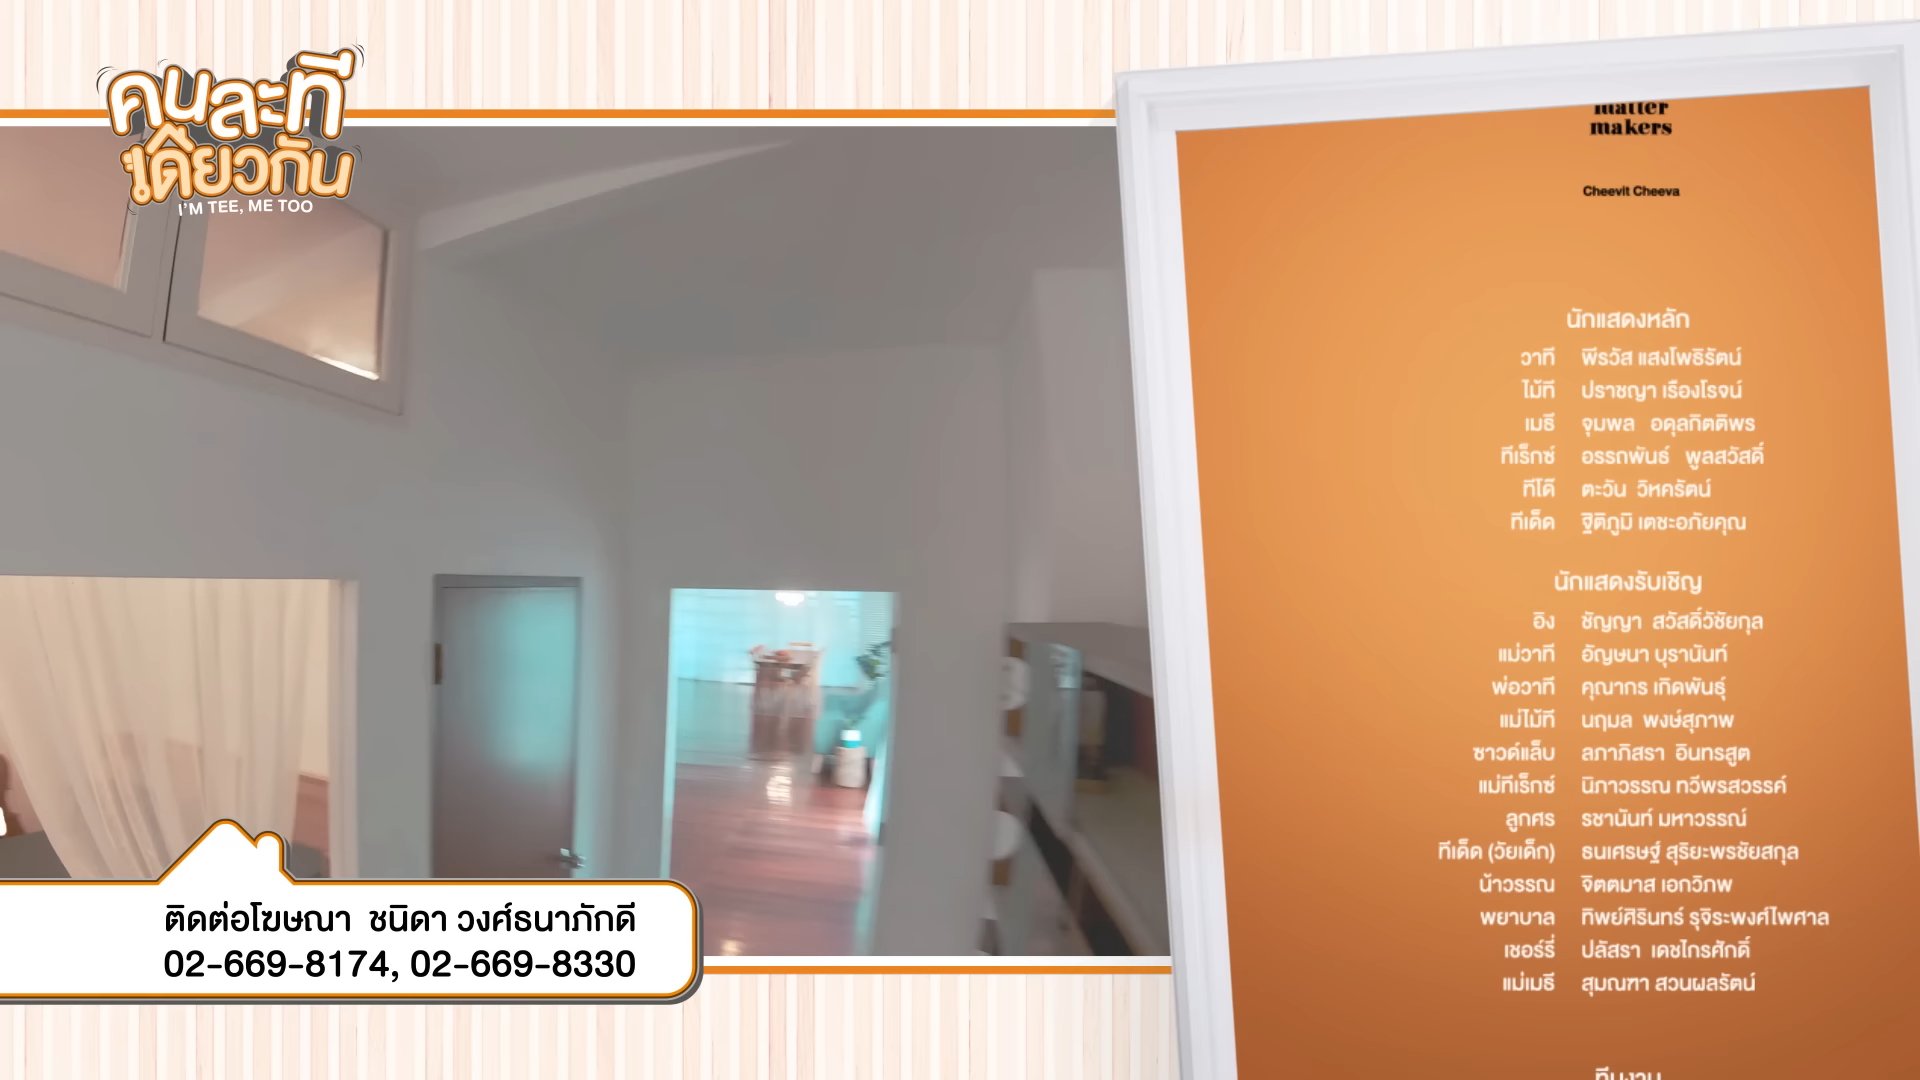 คนละที
เดียวกัน
I'M TEE, ME TOO
matter
makers
Cheevit Cheeva
นักแสดงหลัก
วาที พีรวัส แสงโพธิรัตน์
ไม้ที ปราชญา เรืองโรจน์
เมธี จุมพล อดุลกิตติพร
ทีเร็กซ์ อรรถพันธ์ พูลสวัสดิ์
ทีโด้ ตะวัน วิหครัตน์
ทีเด็ด ฐิติภูมิ เตชะอภัยคุณ
นักแสดงรับเชิญ
อิง ชัญญา สวัสดิ์วัชัยกุล
แม่วาที อัญษนา บุรานันท์
พ่อวาที คุณากร เกิดพันธุ์
แม่ไม้ที นฤมล พงษ์สุภาพ
ซาวด์แล็บ ลภาภิสรา อินทรสูต
แม่ทีเร็กซ์ นิภาวรรณ ทวีพรสวรรค์
ลูกศร รชานันท์ มหาวรรณ์
ทีเด็ด (วัยเด็ก) ธนเศรษฐ์ สุริยะพรชัยสกุล
น้าวรรณ จิตตมาส เอกวิภพ
พยาบาล ทิพย์ศิรินทร์ รุจิระพงศ์ไพศาล
เชอร์รี่ ปลัสรา เดชไกรศักดิ์
แม่เมธี สุมณฑา สวนผลรัตน์
ทีมงาน
ติดต่อโฆษณา ชนิดา วงศ์ธนาภักดี
02-669-8174, 02-669-8330